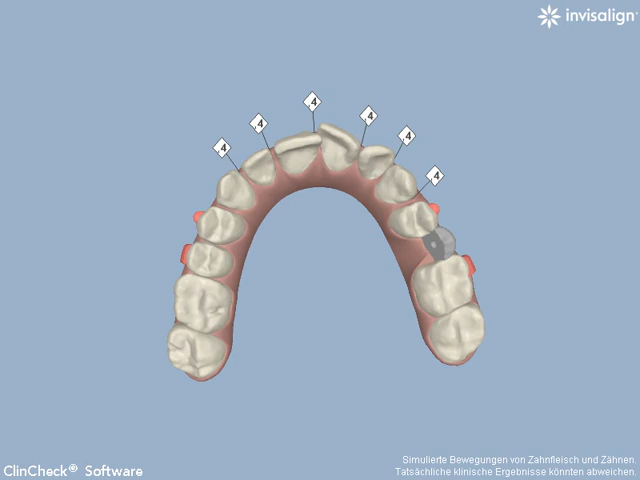 invisalign
.4
.4
.4
.4
.4
.4
Simulierte Bewegungen von Zahnfleisch und Zähnen.
ClinCheck® Software
Tatsächliche klinische Ergebnisse könnten abweichen.